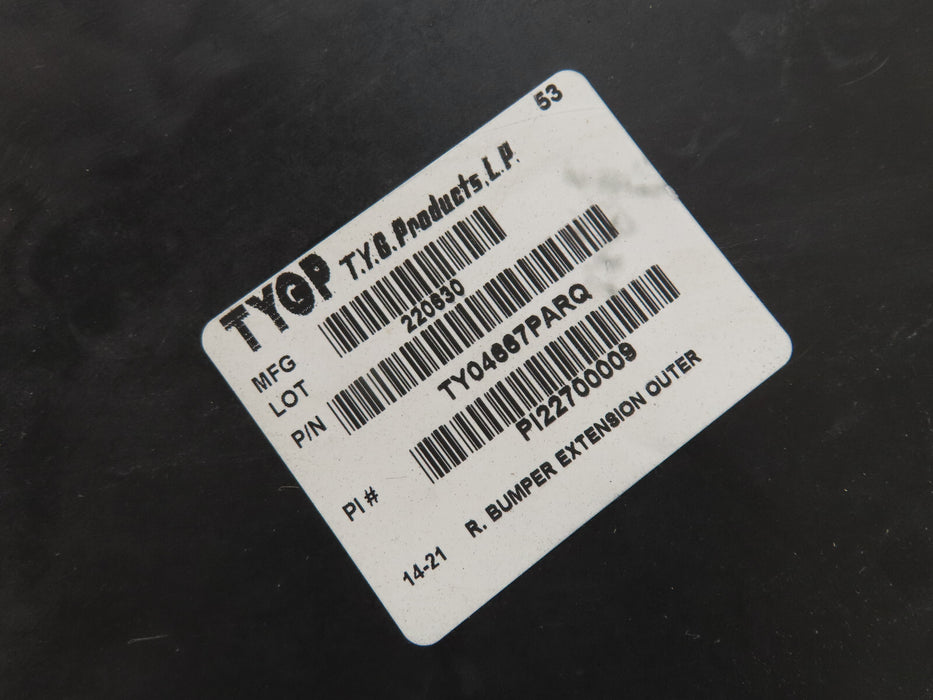 53
TYGP T.Y.G. Products, L.P.
MFG LOT 220630
P/N TY04667PARQ
PI # PI22700009
14-21 R. BUMPER EXTENSION OUTER